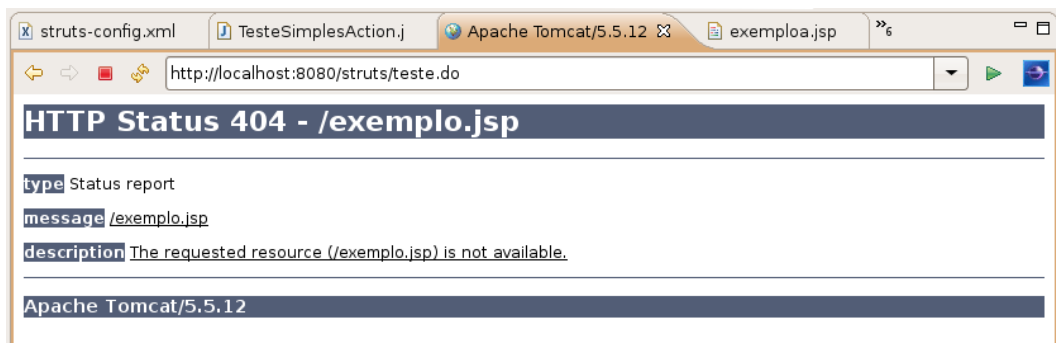 struts-config.xml TesteSimplesAction.j Apache Tomcat/5.5.12 exemploa.jsp »6
http://localhost:8080/struts/teste.do
HTTP Status 404 - /exemplo.jsp
type Status report
message /exemplo.jsp
description The requested resource (/exemplo.jsp) is not available.
Apache Tomcat/5.5.12